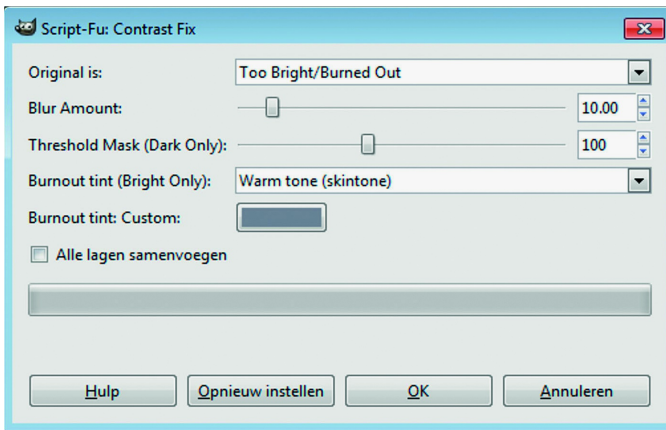 Script-Fu: Contrast Fix
Original is: Too Bright/Burned Out
Blur Amount: 10.00
Threshold Mask (Dark Only): 100
Burnout tint (Bright Only): Warm tone (skintone)
Burnout tint: Custom:
Alle lagen samenvoegen
Hulp Opnieuw instellen OK Annuleren